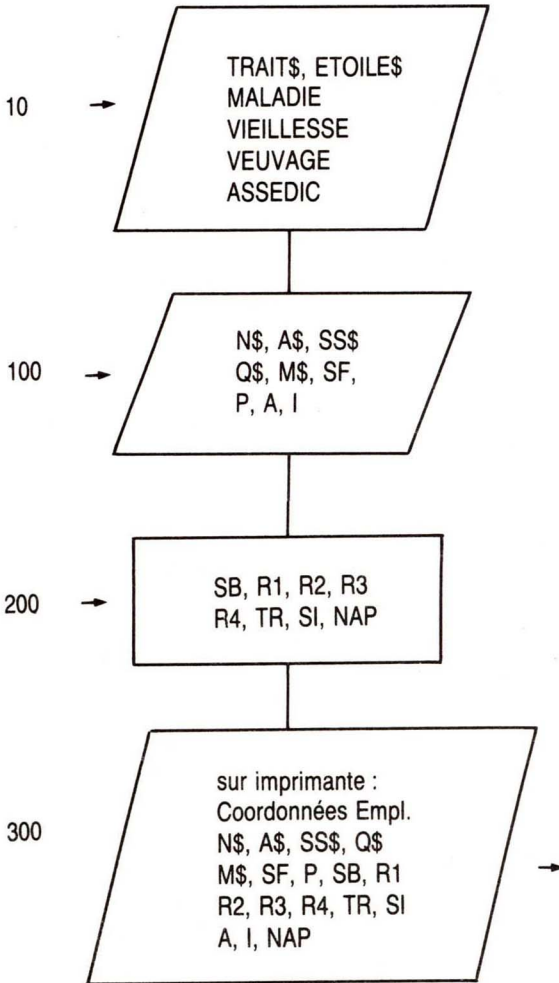 10
TRAIT$, ETOILE$
MALADIE
VIEILLESSE
VEUVAGE
ASSEDIC
100
N$, A$, SS$
Q$, M$, SF,
P, A, I
200
SB, R1, R2, R3
R4, TR, SI, NAP
300
sur imprimante :
Coordonnées Empl.
N$, A$, SS$, Q$
M$, SF, P, SB, R1
R2, R3, R4, TR, SI
A, I, NAP